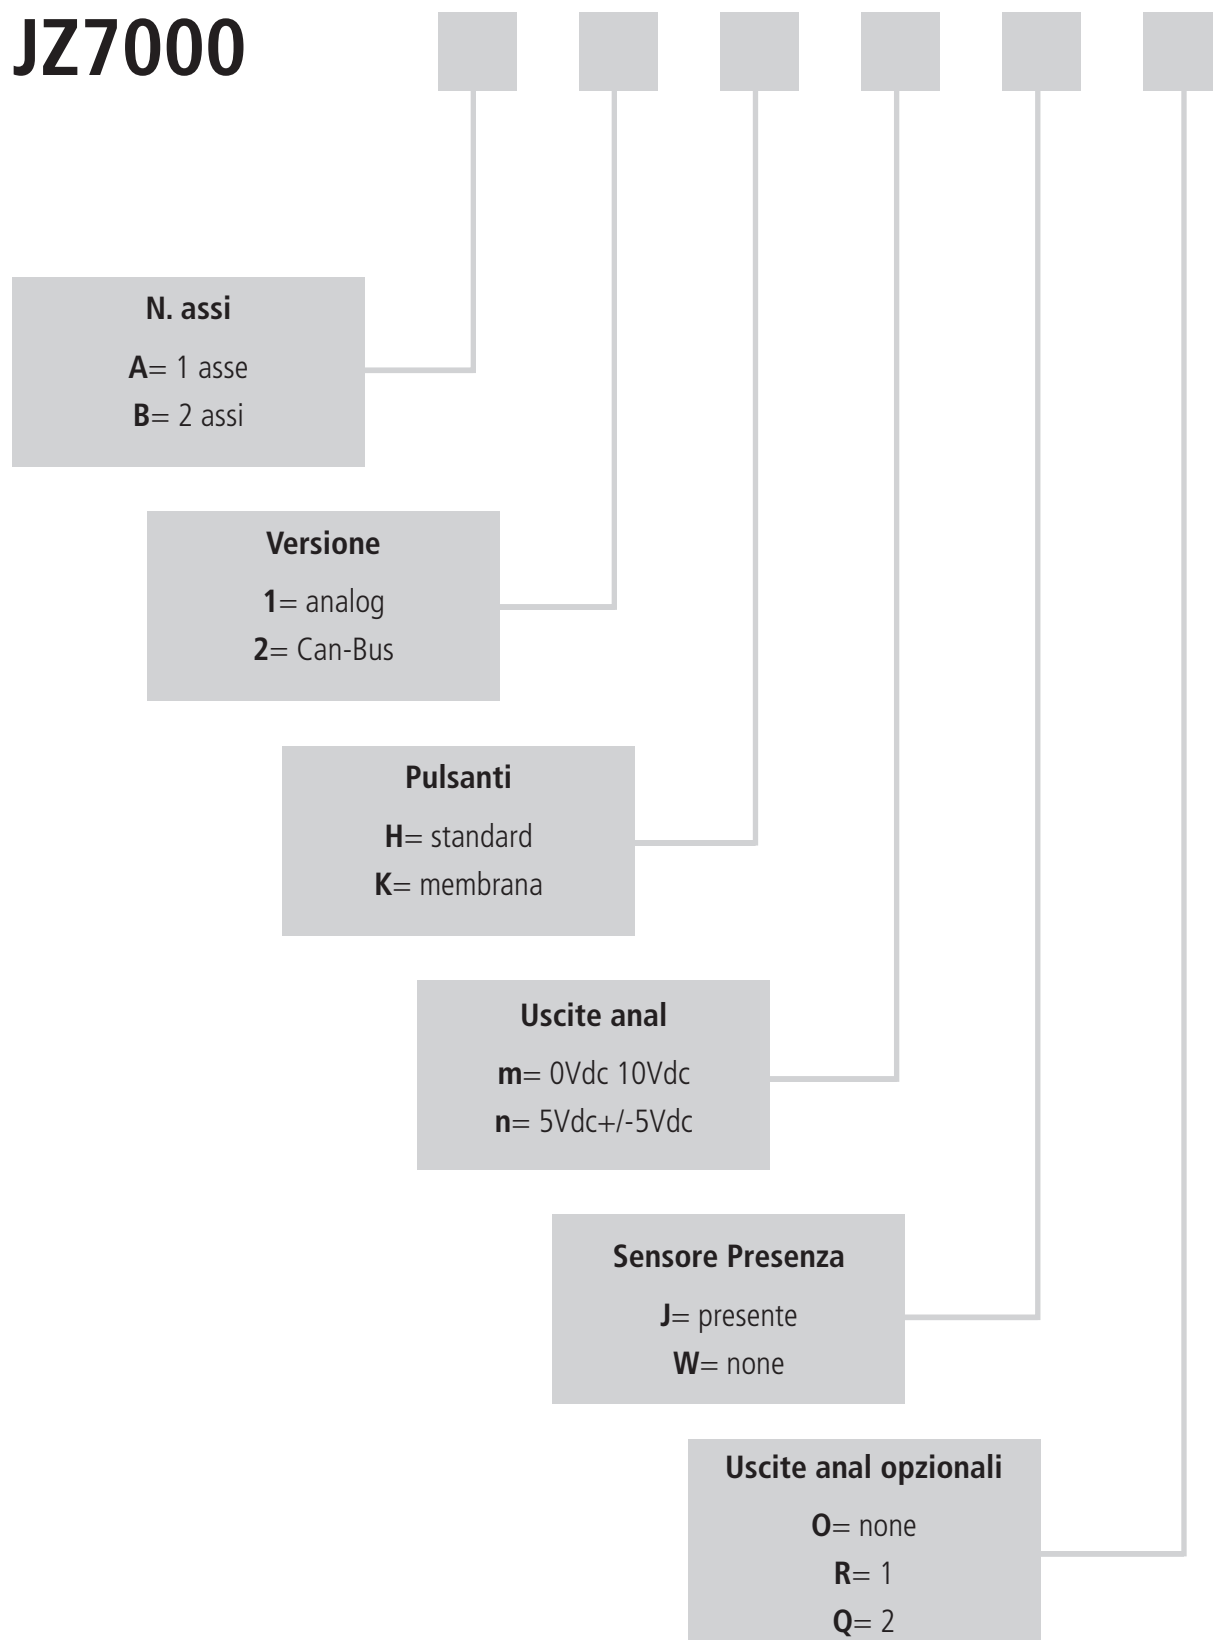 JZ7000
N. assi
A= 1 asse
B= 2 assi
Versione
1= analog
2= Can-Bus
Pulsanti
H= standard
K= membrana
Uscite anal
m= 0Vdc 10Vdc
n= 5Vdc+/-5Vdc
Sensore Presenza
J= presente
W= none
Uscite anal opzionali
O= none
R= 1
Q= 2